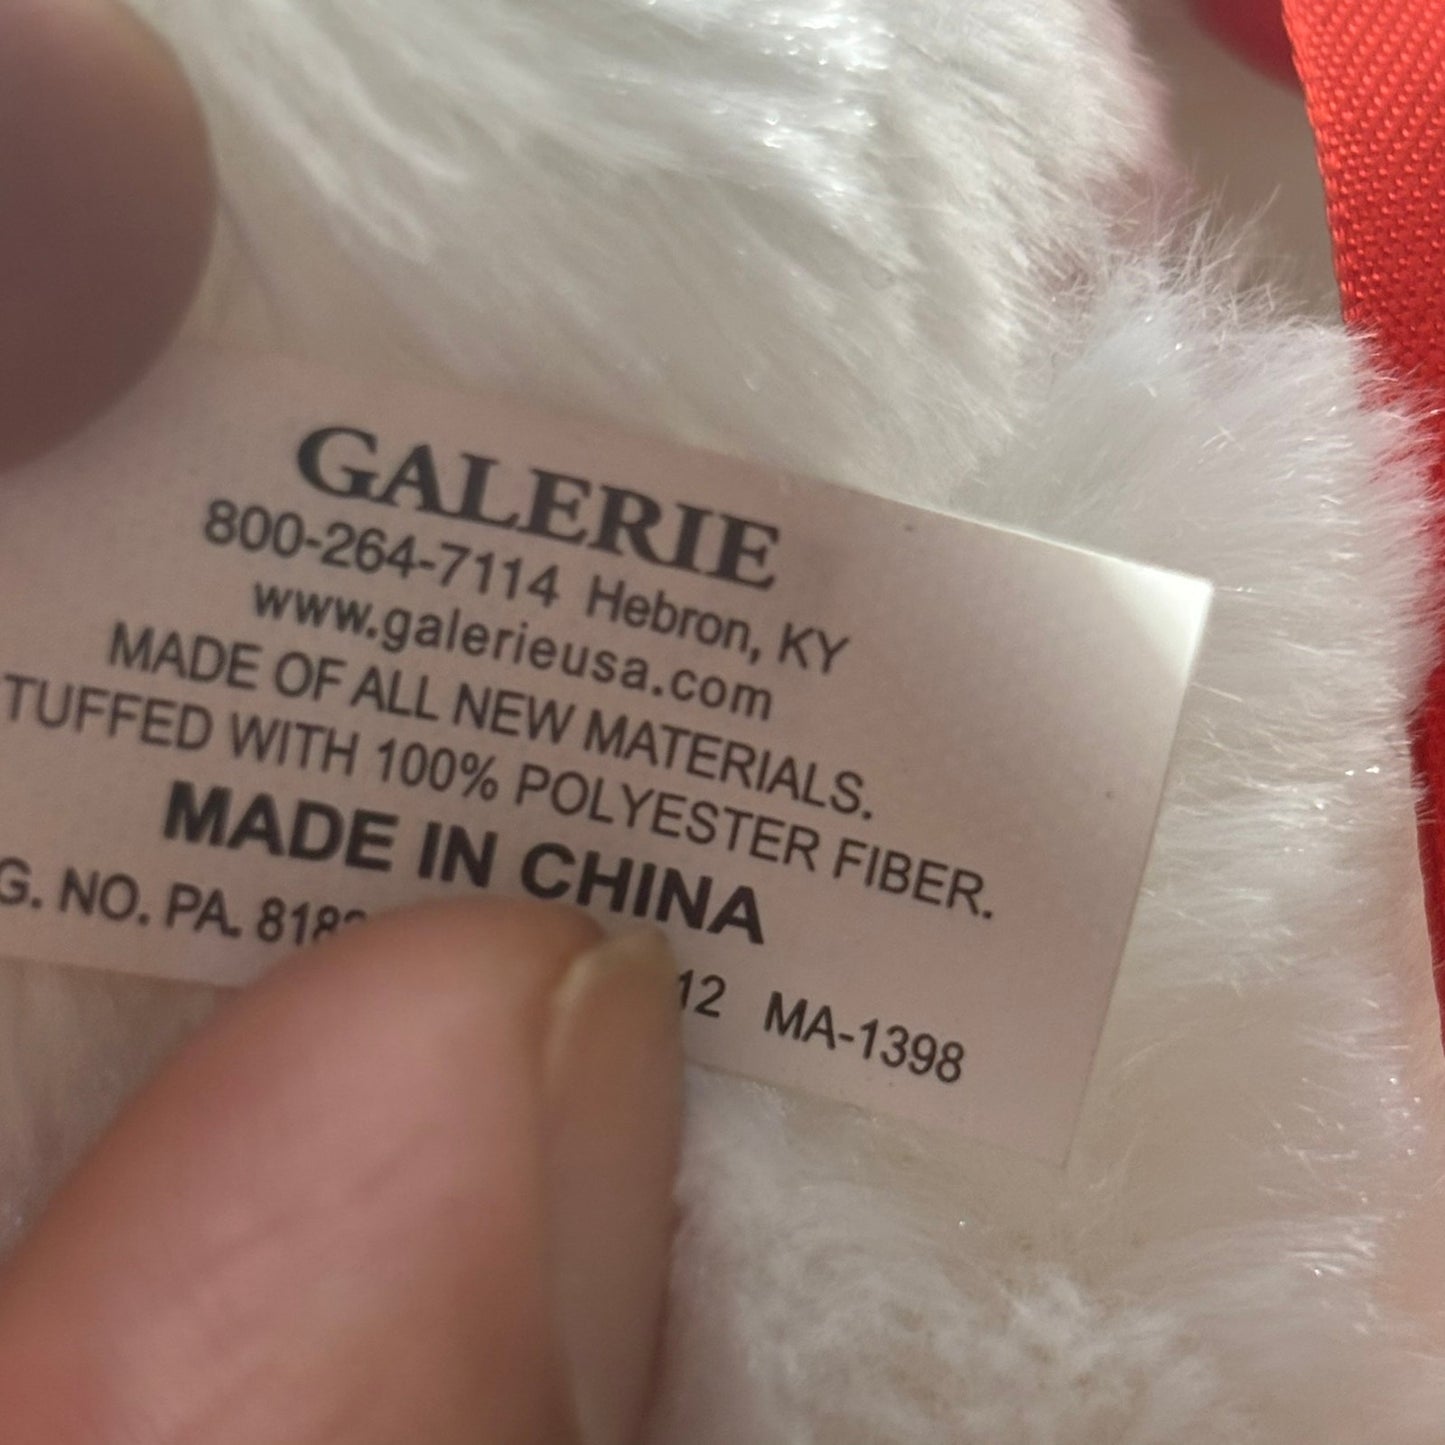 GALERIE
800-264-7114 Hebron, KY
www.galerieusa.com
MADE OF ALL NEW MATERIALS.
TUFFED WITH 100% POLYESTER FIBER.
MADE IN CHINA
G. NO. PA. 818 12 MA-1398